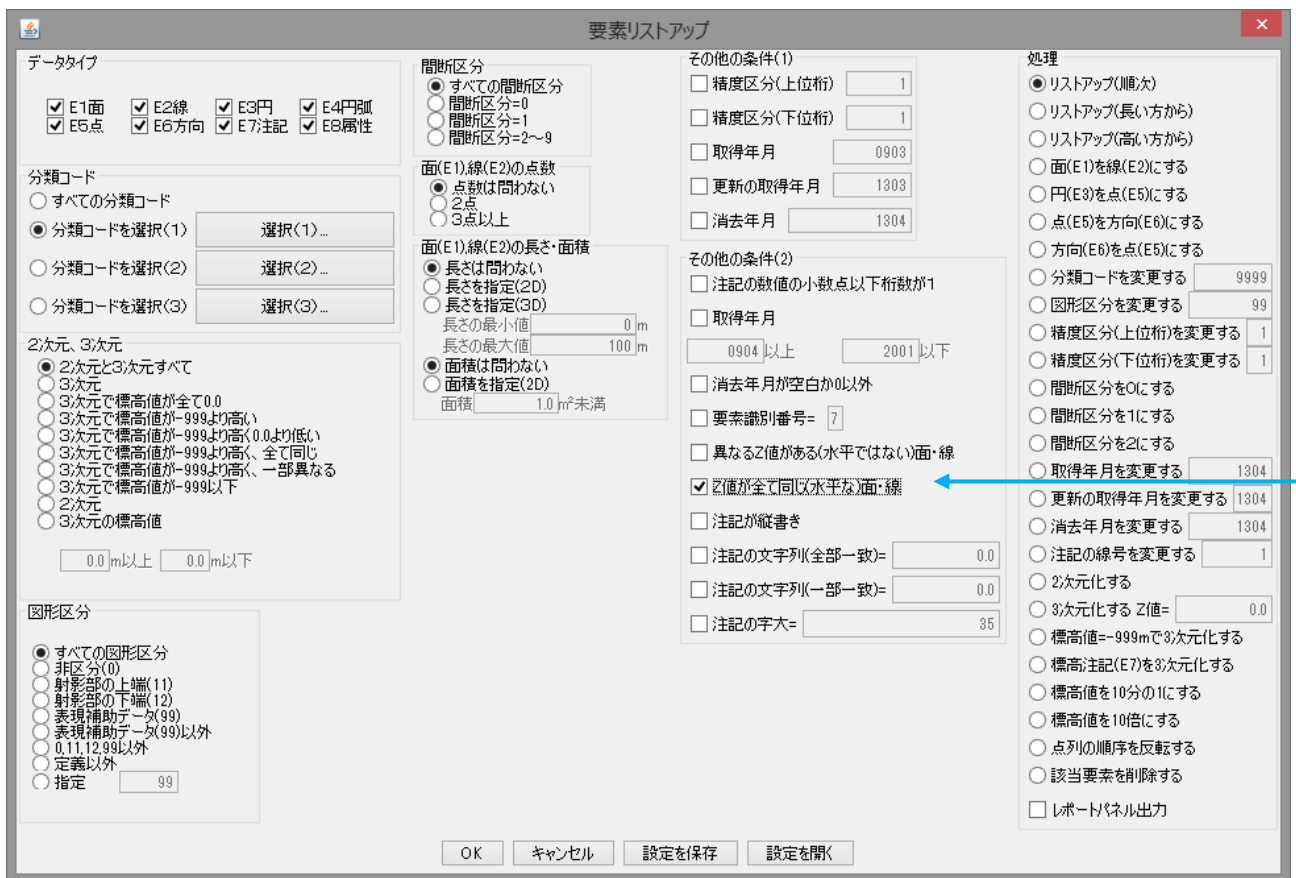 要素リストアップ
データタイプ
E1面 E2線 E3円 E4円弧
E5点 E6方向 E7注記 E8属性
分類コード
すべての分類コード
分類コードを選択(1) 選択(1)...
分類コードを選択(2) 選択(2)...
分類コードを選択(3) 選択(3)...
2次元、3次元
2次元と3次元すべて
3次元
3次元で標高値が全て0.0
3次元で標高値が-999より高い
3次元で標高値が-999より高く0.0より低い
3次元で標高値が-999より高く、全て同じ
3次元で標高値が-999より高く、一部異なる
3次元で標高値が-999以下
2次元
3次元の標高値
0.0 m以上 0.0 m以下
図形区分
すべての図形区分
非区分(0)
射影部の上端(11)
射影部の下端(12)
表現補助データ(99)
表現補助データ(99)以外
0,11,12,99以外
定義以外
指定 99
間断区分
すべての間断区分
間断区分=0
間断区分=1
間断区分=2～9
面(E1),線(E2)の点数
点数は問わない
2点
3点以上
面(E1),線(E2)の長さ・面積
長さは問わない
長さを指定(2D)
長さを指定(3D)
長さの最小値 0 m
長さの最大値 100 m
面積は問わない
面積を指定(2D)
面積 1.0 m²未満
その他の条件(1)
精度区分(上位桁) 1
精度区分(下位桁) 1
取得年月 0903
更新の取得年月 1303
消去年月 1304
その他の条件(2)
注記の数値の小数点以下桁数が1
取得年月
0904 以上 2001 以下
消去年月が空白か0以外
要素識別番号= 7
異なるZ値がある(水平ではない)面・線
Z値が全て同じ(水平な)面・線
注記が縦書き
注記の文字列(全部一致)= 0.0
注記の文字列(一部一致)= 0.0
注記の字大= 35
処理
リストアップ(順次)
リストアップ(長い方から)
リストアップ(高い方から)
面(E1)を線(E2)にする
円(E3)を点(E5)にする
点(E5)を方向(E6)にする
方向(E6)を点(E5)にする
分類コードを変更する 9999
図形区分を変更する 99
精度区分(上位桁)を変更する 1
精度区分(下位桁)を変更する 1
間断区分を0にする
間断区分を1にする
間断区分を2にする
取得年月を変更する 1304
更新の取得年月を変更する 1304
消去年月を変更する 1304
注記の線号を変更する 1
2次元化する
3次元化する Z値= 0.0
標高値=-999mで3次元化する
標高注記(E7)を3次元化する
標高値を10分の1にする
標高値を10倍にする
点列の順序を反転する
該当要素を削除する
レポートパネル出力
OK キャンセル 設定を保存 設定を開く